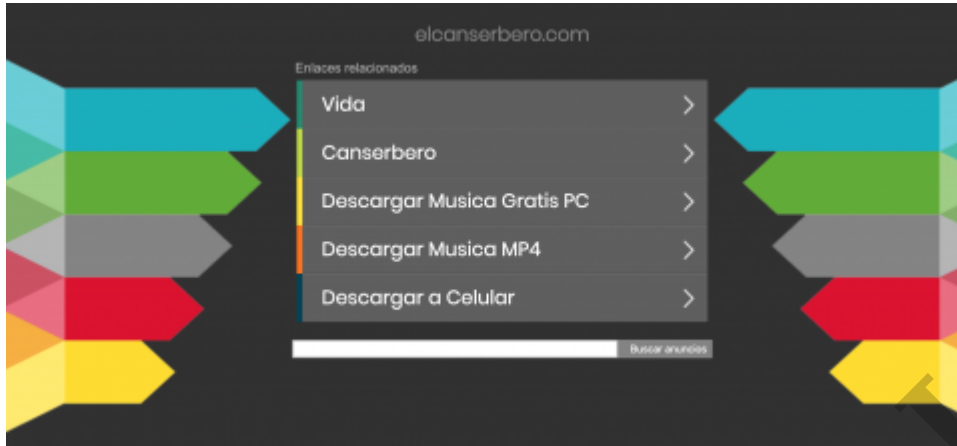 elcanserbero.com
Enlaces relacionados
Vida
Canserbero
Descargar Musica Gratis PC
Descargar Musica MP4
Descargar a Celular
Buscar anuncios